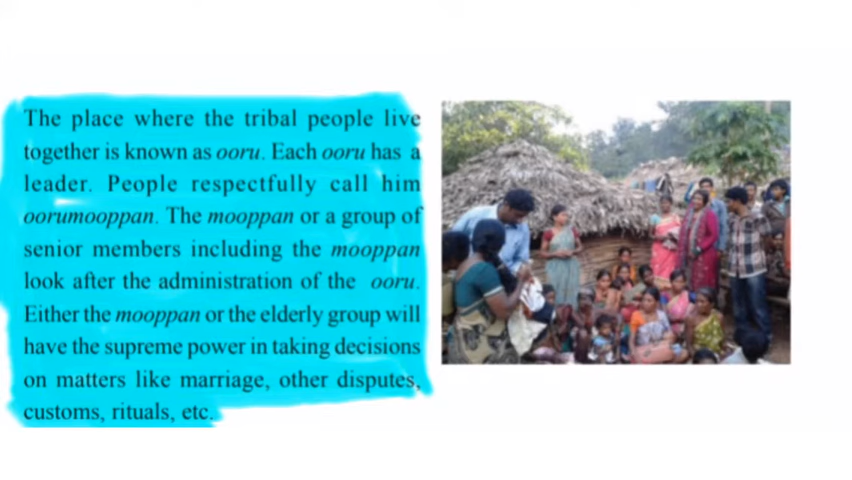 The place where the tribal people live
together is known as ooru. Each ooru has a
leader. People respectfully call him
oorumooppan. The mooppan or a group of
senior members including the mooppan
look after the administration of the ooru.
Either the mooppan or the elderly group will
have the supreme power in taking decisions
on matters like marriage, other disputes,
customs, rituals, etc.